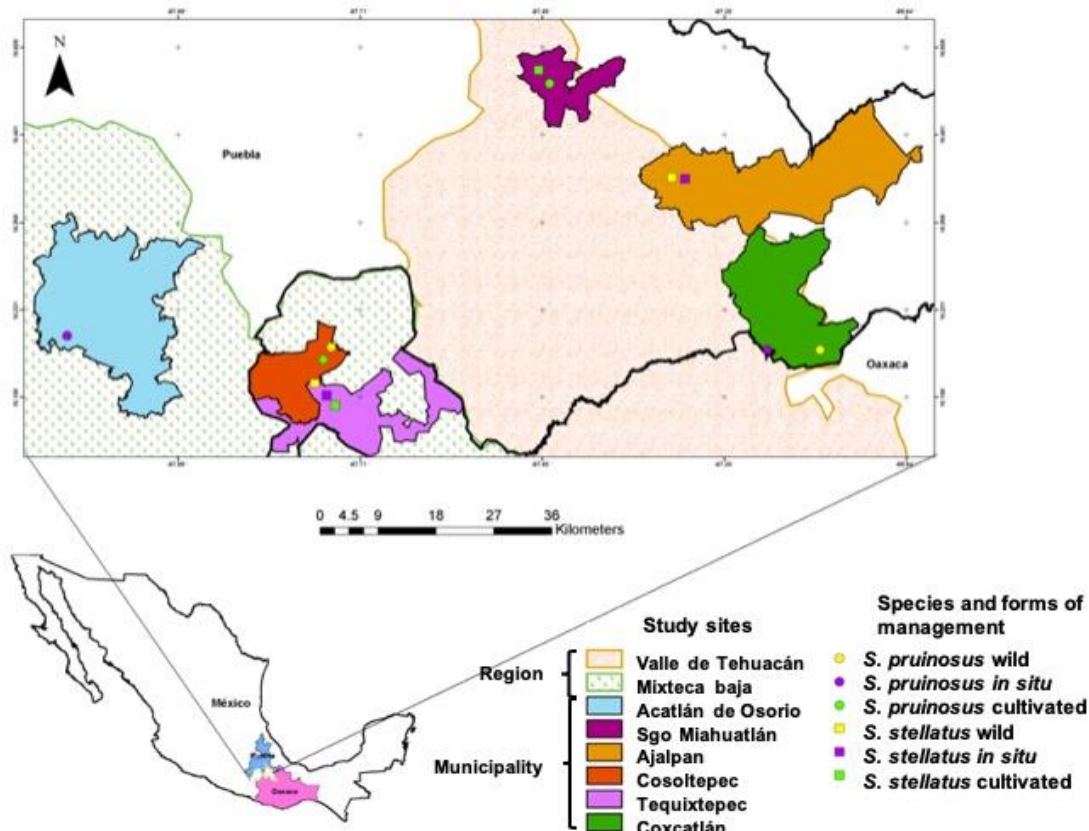 N
Puebla
Oaxaca
0 4.5 9 18 27 36
Kilometers
México
Oaxaca
Study sites
Region
Valle de Tehuacán
Mixteca baja
Municipality
Acatlán de Osorio
Sgo Miahuatlán
Ajalpan
Cosoltepec
Tequixtepec
Coxcatlán
Species and forms of
management
S. pruinosus wild
S. pruinosus in situ
S. pruinosus cultivated
S. stellatus wild
S. stellatus in situ
S. stellatus cultivated